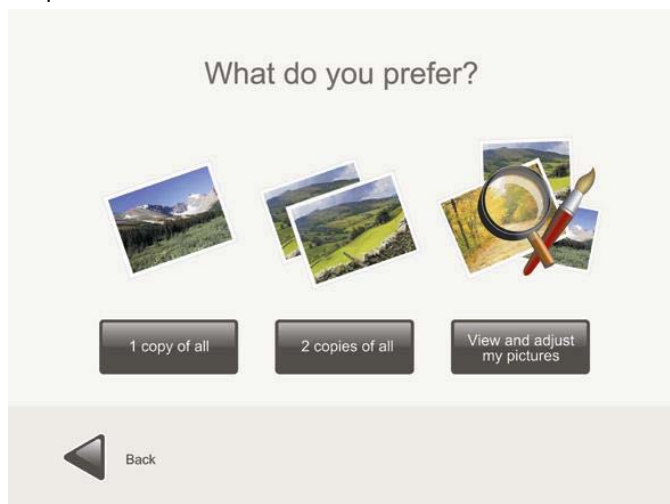 What do you prefer?
1 copy of all
2 copies of all
View and adjust
my pictures
Back